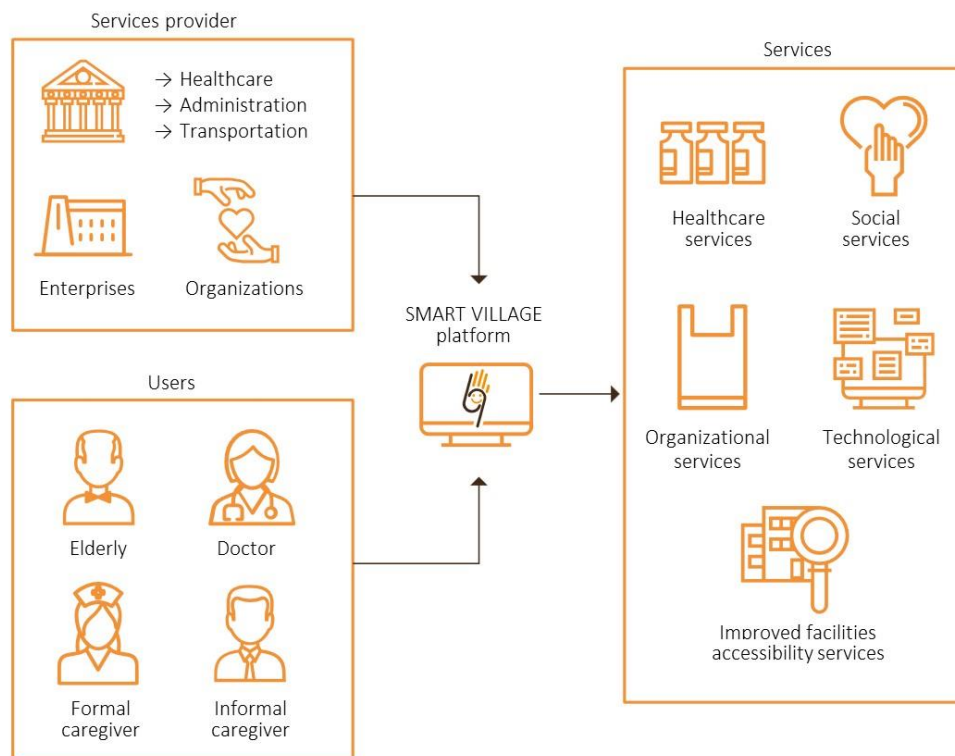 Services provider
→ Healthcare
→ Administration
→ Transportation
Enterprises
Organizations
Users
Elderly
Doctor
Formal
caregiver
Informal
caregiver
SMART VILLAGE
platform
Services
Healthcare
services
Social
services
Organizational
services
Technological
services
Improved facilities
accessibility services